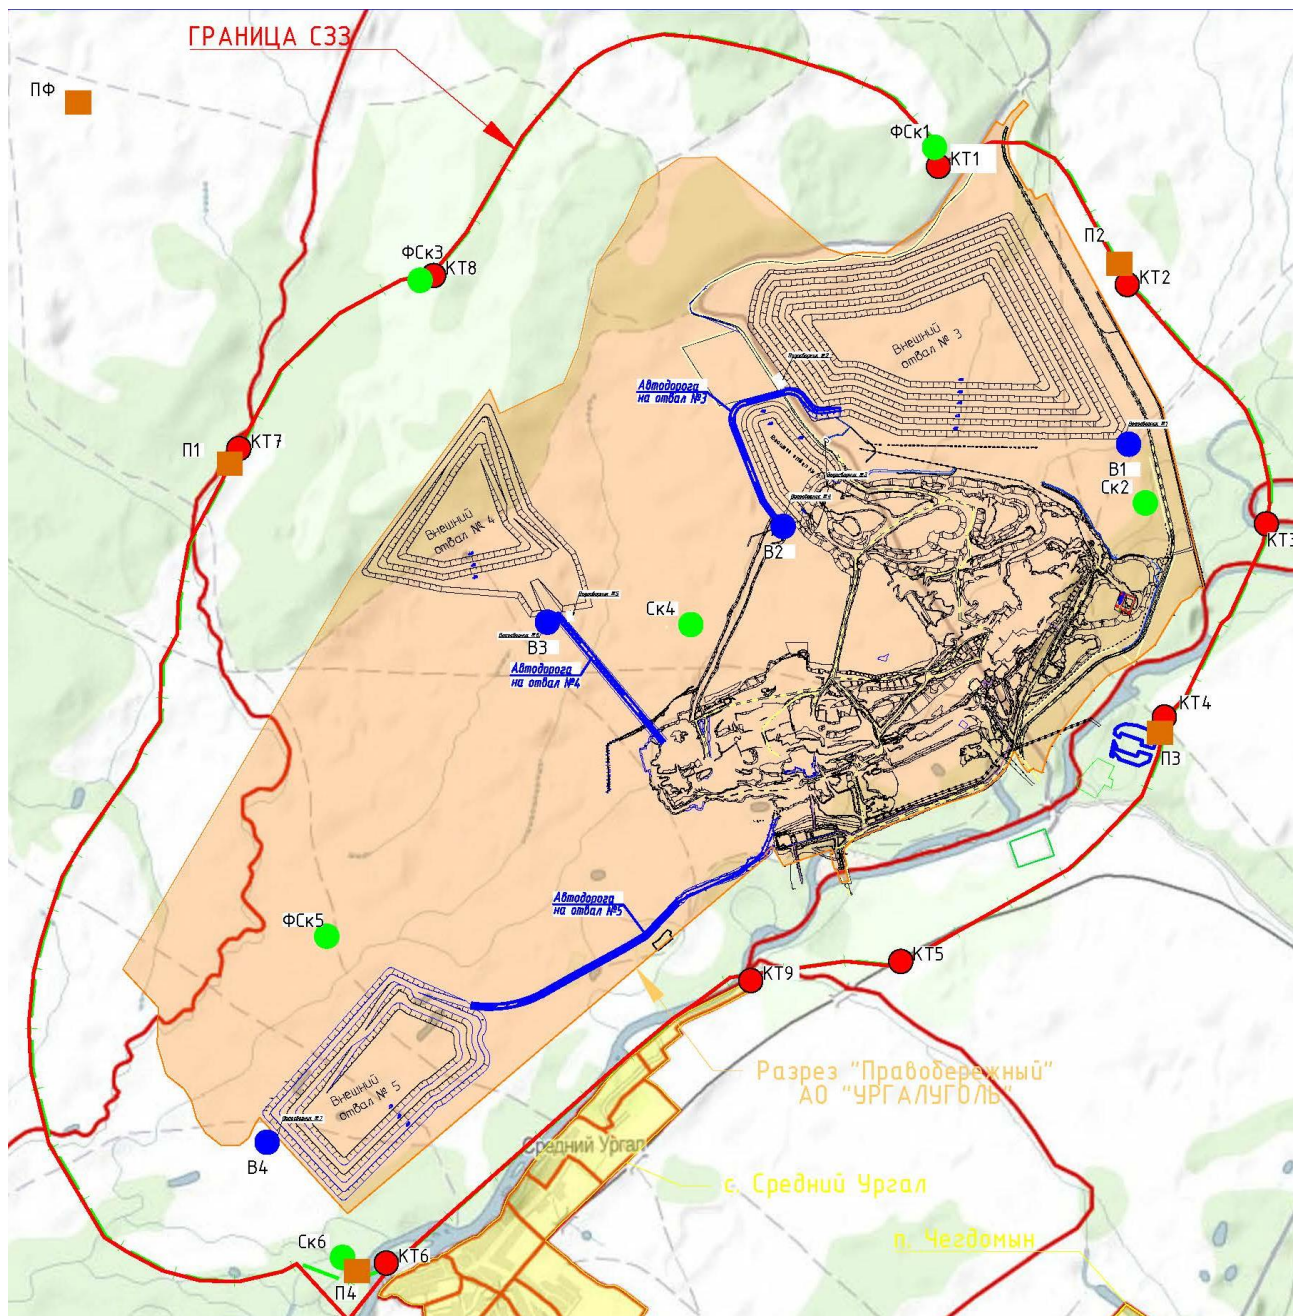 ГРАНИЦА СЗЗ
ПФ
ФСк1
КТ1
П2
КТ2
ФСк3
КТ8
Внешний
отвал № 3
Автодорога
на отвал №3
П1
КТ7
В1
Ск2
Внешний
отвал № 4
В2
КТ3
Ск4
В3
Автодорога
на отвал №4
КТ4
П3
Автодорога
на отвал №5
ФСк5
КТ5
КТ9
Разрез "Правобережный"
АО "УРГАЛУГОЛЬ"
Внешний
отвал № 5
Средний Ургал
В4
с. Средний Ургал
п. Чегдомын
Ск6
КТ6
П4